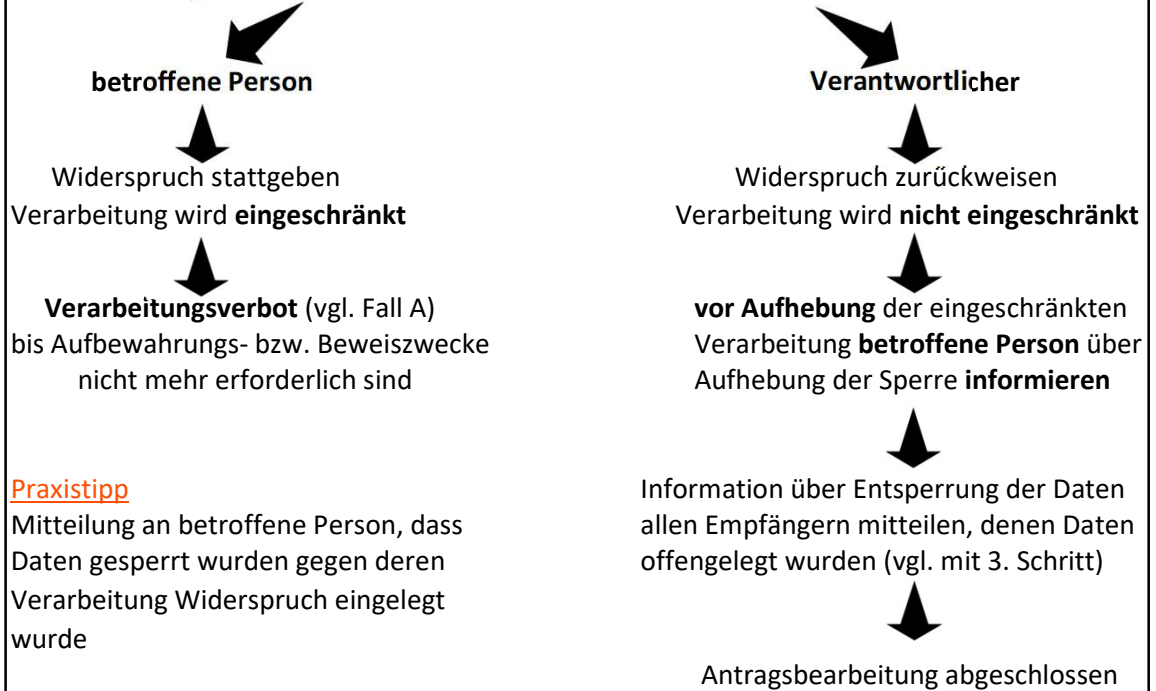 betroffene Person
Widerspruch stattgeben
Verarbeitung wird eingeschränkt
Verarbeitungsverbot (vgl. Fall A)
bis Aufbewahrungs- bzw. Beweiszwecke
nicht mehr erforderlich sind
Praxistipp
Mitteilung an betroffene Person, dass
Daten gesperrt wurden gegen deren
Verarbeitung Widerspruch eingelegt
wurde
Verantwortlicher
Widerspruch zurückweisen
Verarbeitung wird nicht eingeschränkt
vor Aufhebung der eingeschränkten
Verarbeitung betroffene Person über
Aufhebung der Sperre informieren
Information über Entsperrung der Daten
allen Empfängern mitteilen, denen Daten
offengelegt wurden (vgl. mit 3. Schritt)
Antragsbearbeitung abgeschlossen